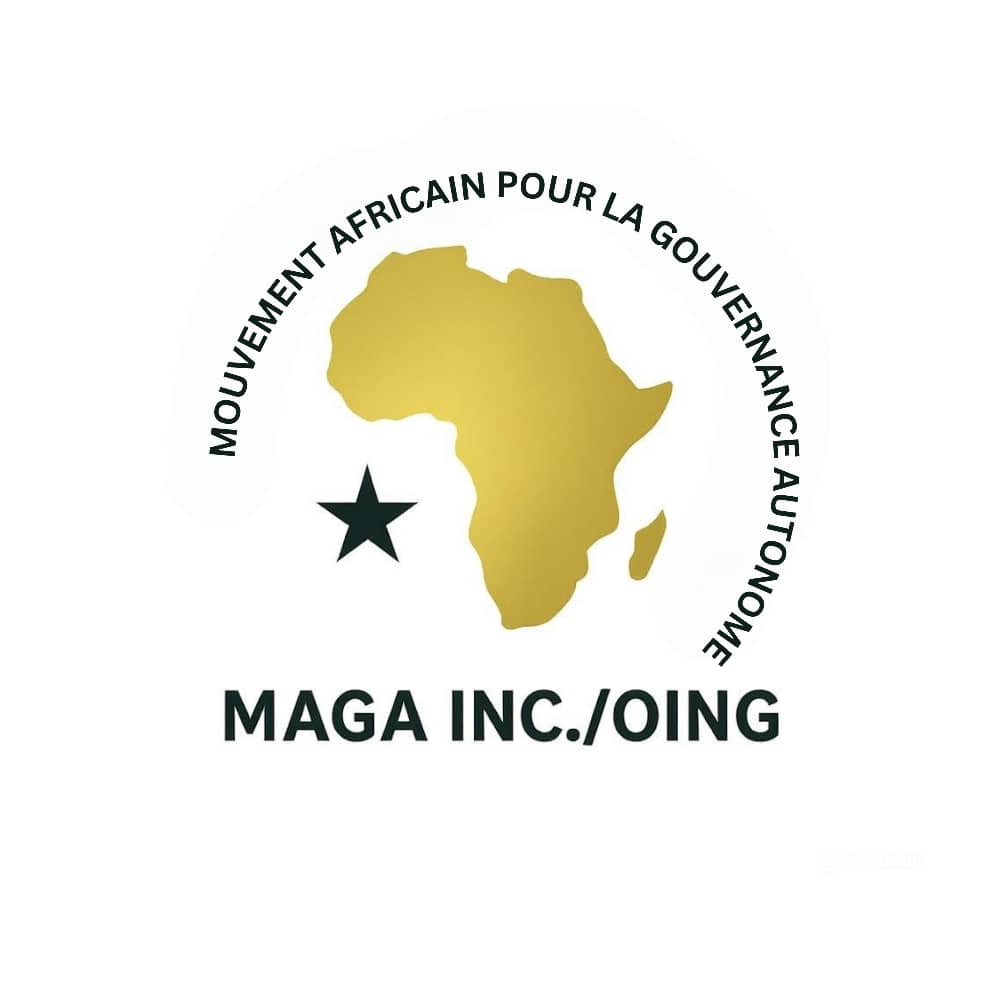 MOUVEMENT AFRICAIN POUR LA GOUVERNANCE AUTONOME
MAGA INC./OING